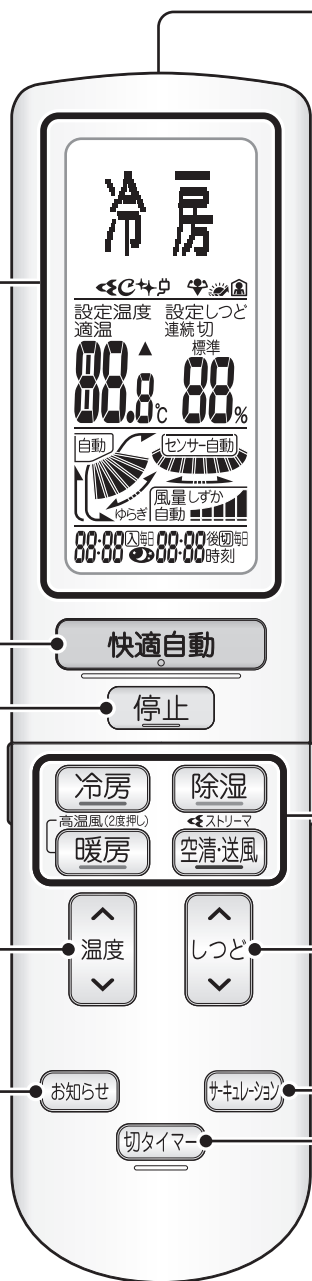 冷房
設定温度 設定しつど
適温 連続切
標準
88.8℃ 88%
自動 センサー自動
ゆらぎ 風量しずか
自動
88:88入毎日 88:88後切毎日
時刻
快適自動
停止
冷房 除湿
高温風(2度押し) ストリーマ
暖房 空清・送風
温度 しつど
お知らせ サーキュレーション
切タイマー